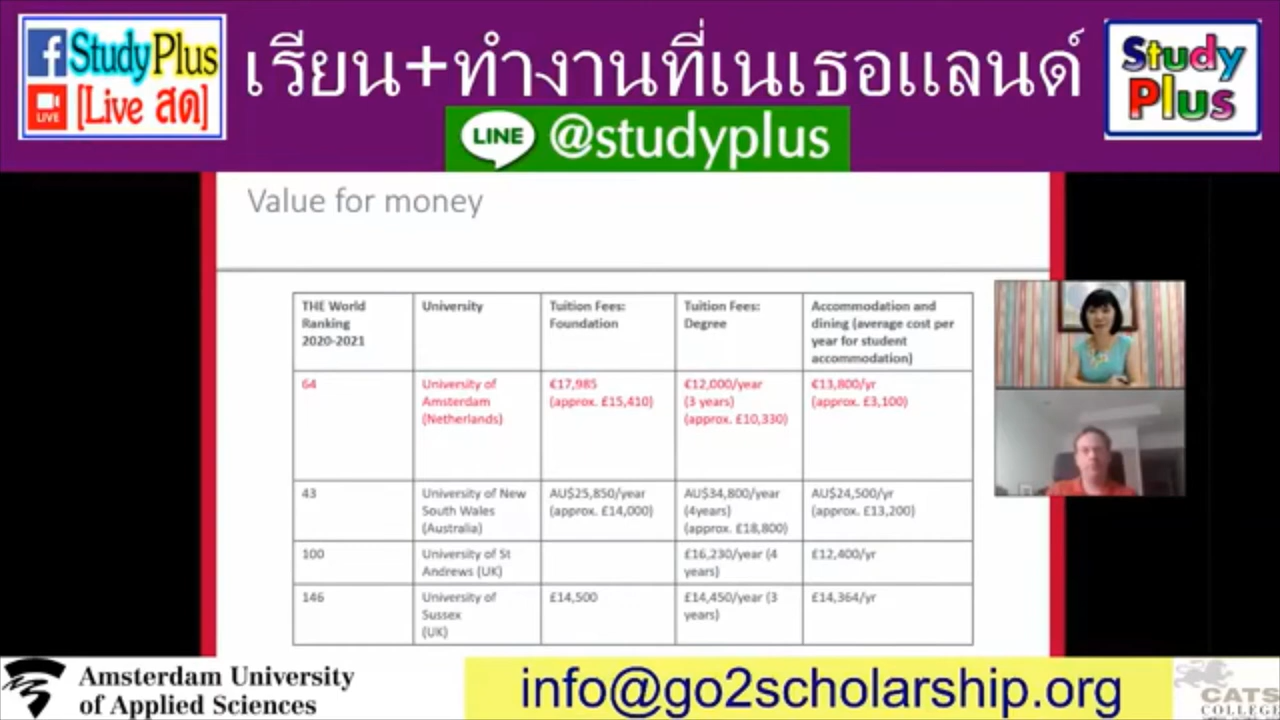 StudyPlus
LIVE
[Live สด]
เรียน+ทำงานที่เนเธอแลนด์
LINE
@studyplus
Study
Plus
Value for money
THE World
Ranking
2020-2021
University
Tuition Fees:
Foundation
Tuition Fees:
Degree
Accommodation and
dining (average cost per
year for student
accommodation)
64
University of
Amsterdam
(Netherlands)
€17,985
(approx. £15,410)
€12,000/year
(3 years)
(approx. £10,330)
€13,800/yr
(approx. £3,100)
43
University of New
South Wales
(Australia)
AU$25,850/year
(approx. £14,000)
AU$34,800/year
(4years)
(approx. £18,800)
AU$24,500/yr
(approx. £13,200)
100
University of St
Andrews (UK)
£16,230/year (4
years)
£12,400/yr
146
University of
Sussex
(UK)
£14,500
£14,450/year (3
years)
£14,364/yr
Amsterdam University
of Applied Sciences
info@go2scholarship.org
CATS
COLLEGE